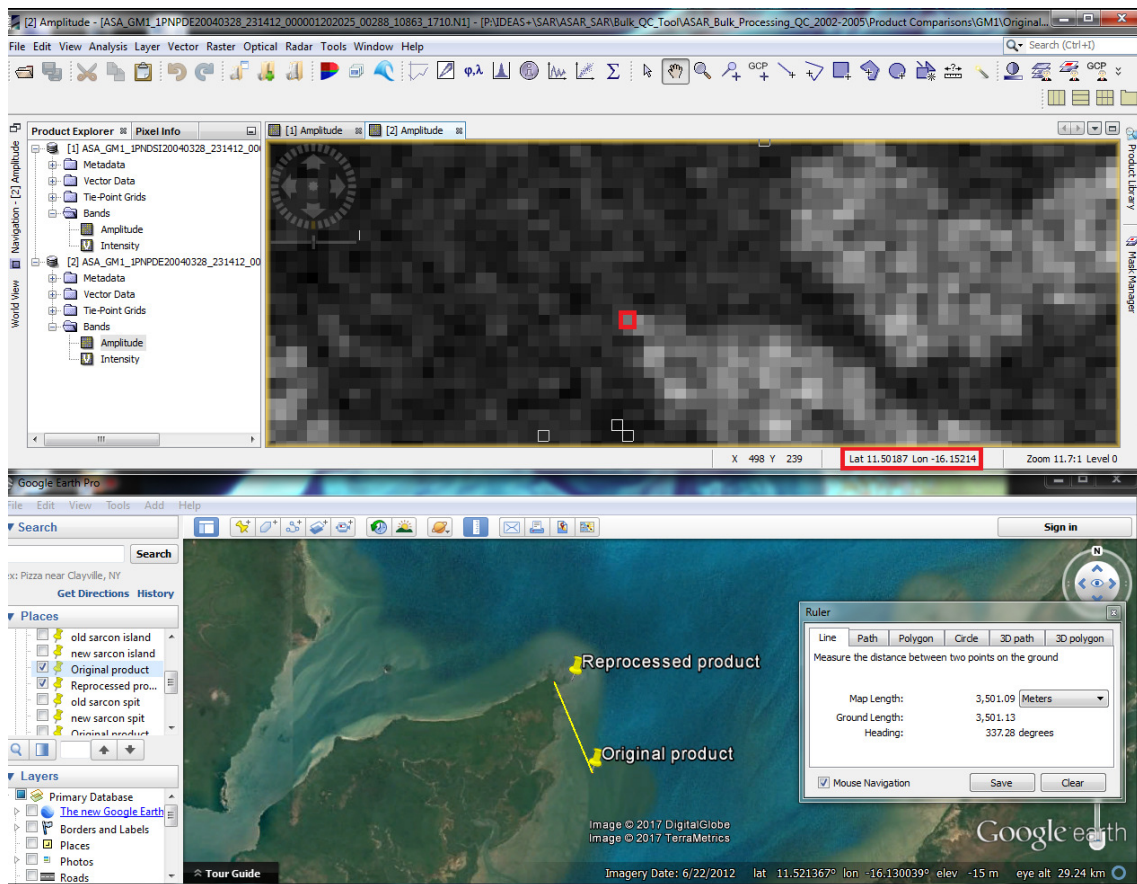 [2] Amplitude - [ASA_GM1_1PNPDE20040328_231412_000001202025_00288_10863_1710.N1] - [P:\IDEAS+\SAR\ASAR_SAR\Bulk_QC_Tool\ASAR_Bulk_Processing_QC_2002-2005\Product Comparisons\GM1\Original...
File Edit View Analysis Layer Vector Raster Optical Radar Tools Window Help
Search (Ctrl+I)
φ,λ
GCP
Σ
GCP
Product Explorer Pixel Info
[1] Amplitude
[2] Amplitude
[1] ASA_GM1_1PNDSI20040328_231412_00
Metadata
Vector Data
Tie-Point Grids
Bands
Amplitude
Intensity
[2] ASA_GM1_1PNPDE20040328_231412_00
Metadata
Vector Data
Tie-Point Grids
Bands
Amplitude
Intensity
Navigation - [2] Amplitude
World View
Product Library
Mask Manager
X 498 Y 239
Lat 11.50187 Lon -16.15214
Zoom 11.7:1 Level 0
Google Earth Pro
File Edit View Tools Add Help
Search
Search
ex: Pizza near Clayville, NY
Get Directions History
Places
old sarcon island
new sarcon island
Original product
Reprocessed pro...
old sarcon spit
new sarcon spit
Original product
Layers
Primary Database
The new Google Earth
Borders and Labels
Places
Photos
Roads
Sign in
N
Reprocessed product
Original product
Ruler
Line Path Polygon Circle 3D path 3D polygon
Measure the distance between two points on the ground
Map Length: 3,501.09 Meters
Ground Length: 3,501.13
Heading: 337.28 degrees
Mouse Navigation
Save
Clear
Image © 2017 DigitalGlobe
Image © 2017 TerraMetrics
Google earth
Tour Guide
Imagery Date: 6/22/2012 lat 11.521367° lon -16.130039° elev -15 m eye alt 29.24 km